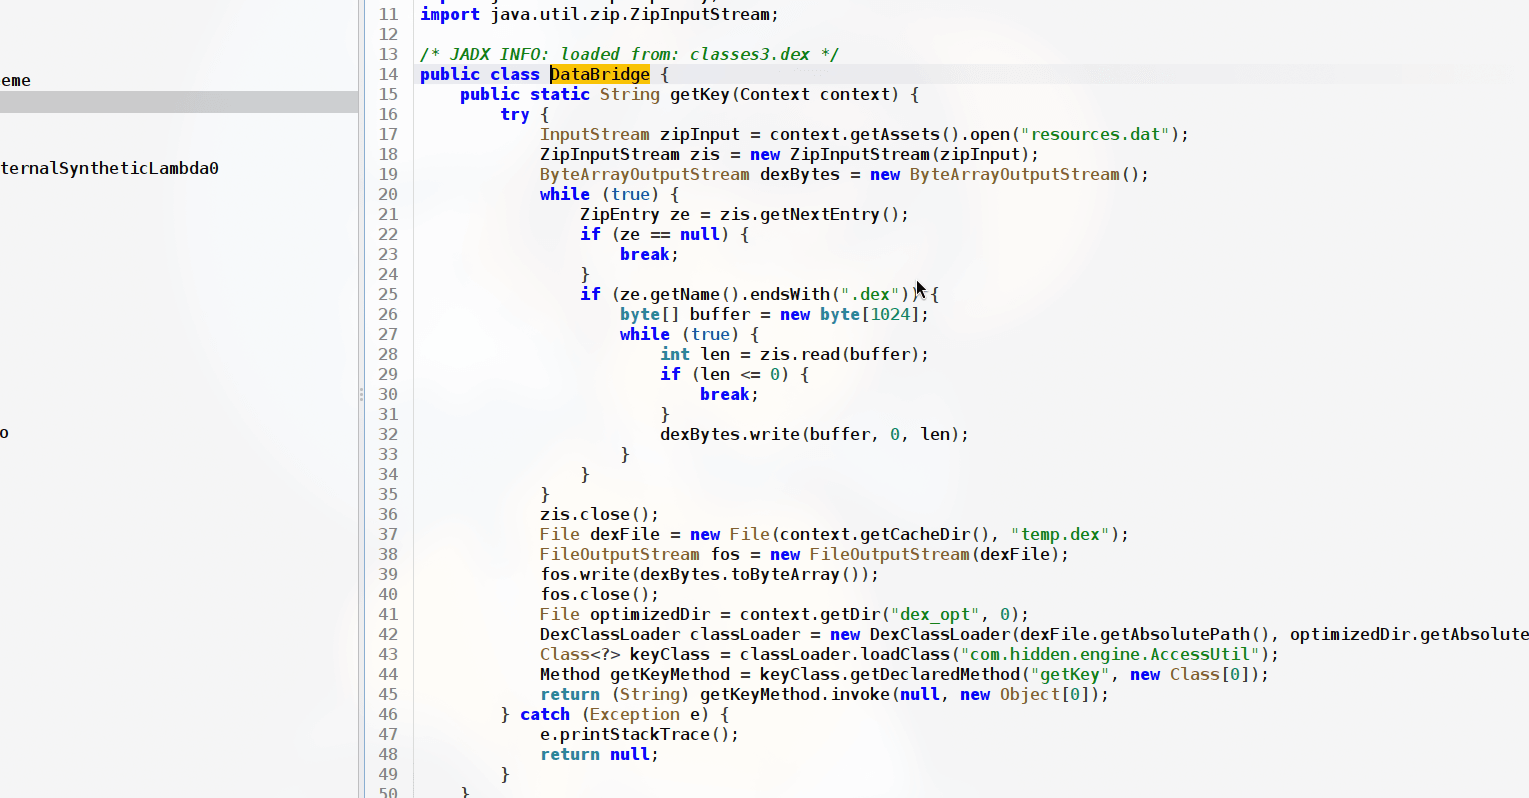 eme
ternalSyntheticLambda0
o
11 import java.util.zip.ZipInputStream;
12
13 /* JADX INFO: loaded from: classes3.dex */
14 public class DataBridge {
15 public static String getKey(Context context) {
16 try {
17 InputStream zipInput = context.getAssets().open("resources.dat");
18 ZipInputStream zis = new ZipInputStream(zipInput);
19 ByteArrayOutputStream dexBytes = new ByteArrayOutputStream();
20 while (true) {
21 ZipEntry ze = zis.getNextEntry();
22 if (ze == null) {
23 break;
24 }
25 if (ze.getName().endsWith(".dex")) {
26 byte[] buffer = new byte[1024];
27 while (true) {
28 int len = zis.read(buffer);
29 if (len <= 0) {
30 break;
31 }
32 dexBytes.write(buffer, 0, len);
33 }
34 }
35 }
36 zis.close();
37 File dexFile = new File(context.getCacheDir(), "temp.dex");
38 FileOutputStream fos = new FileOutputStream(dexFile);
39 fos.write(dexBytes.toByteArray());
40 fos.close();
41 File optimizedDir = context.getDir("dex_opt", 0);
42 DexClassLoader classLoader = new DexClassLoader(dexFile.getAbsolutePath(), optimizedDir.getAbsolute
43 Class<?> keyClass = classLoader.loadClass("com.hidden.engine.AccessUtil");
44 Method getKeyMethod = keyClass.getDeclaredMethod("getKey", new Class[0]);
45 return (String) getKeyMethod.invoke(null, new Object[0]);
46 } catch (Exception e) {
47 e.printStackTrace();
48 return null;
49 }
50 }